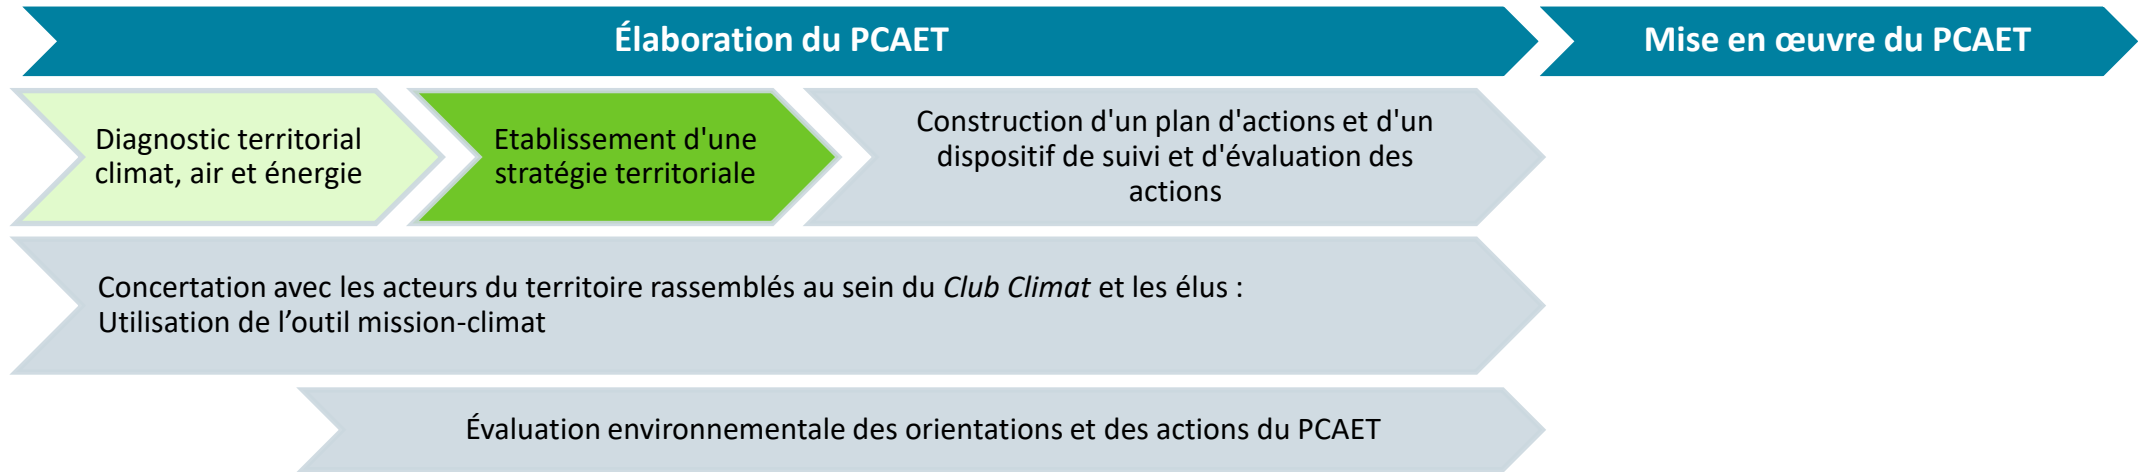 Élaboration du PCAET
Mise en œuvre du PCAET
Diagnostic territorial
climat, air et énergie
Etablissement d'une
stratégie territoriale
Construction d'un plan d'actions et d'un
dispositif de suivi et d'évaluation des
actions
Concertation avec les acteurs du territoire rassemblés au sein du Club Climat et les élus :
Utilisation de l’outil mission-climat
Évaluation environnementale des orientations et des actions du PCAET